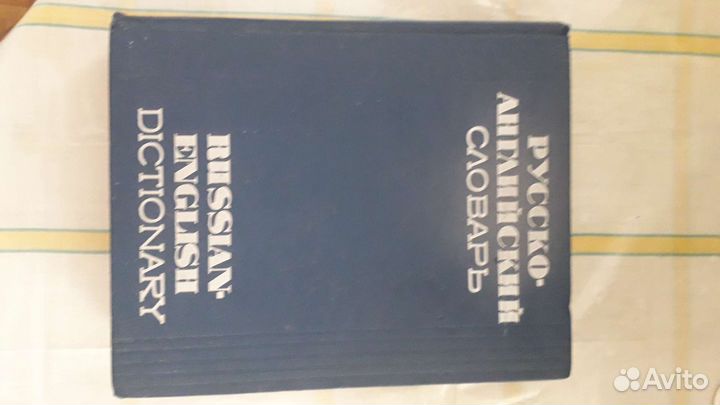 РУССКО-
АНГЛИЙСКИЙ
СЛОВАРЬ
RUSSIAN-
ENGLISH
DICTIONARY
Avito